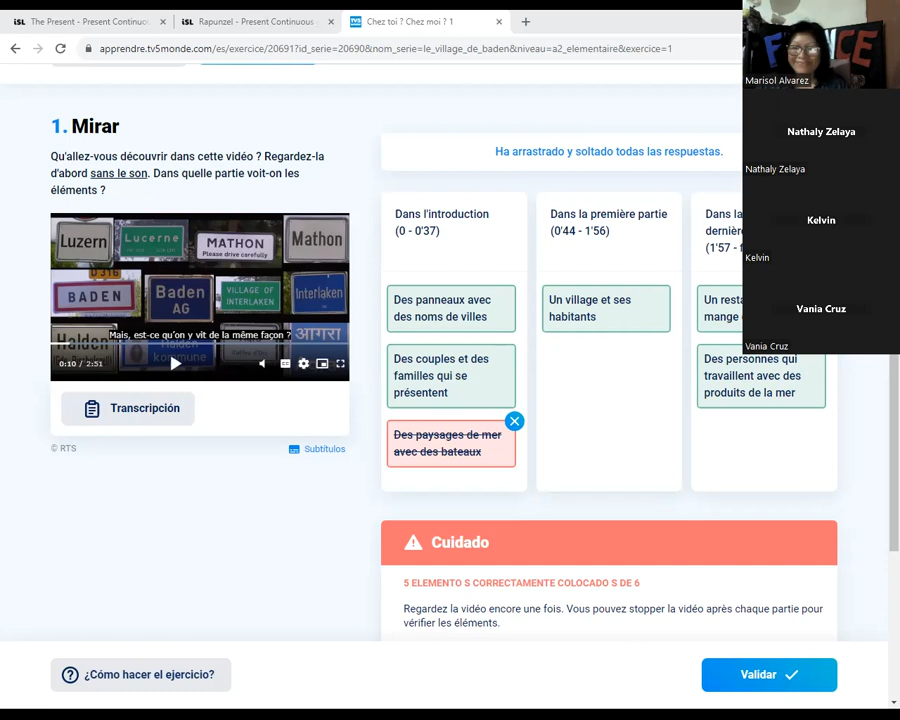 iSL The Present - Present Continuo
iSL Rapunzel - Present Continuous
TV5 Chez toi ? Chez moi ? 1
apprendre.tv5monde.com/es/exercice/20691?id_serie=20690&nom_serie=le_village_de_baden&niveau=a2_elementaire&exercice=1
Marisol Alvarez
Nathaly Zelaya
Nathaly Zelaya
Kelvin
Kelvin
Vania Cruz
Vania Cruz
1. Mirar
Qu'allez-vous découvrir dans cette vidéo ? Regardez-la
d'abord sans le son. Dans quelle partie voit-on les
éléments ?
Luzern
Lucerne
MATHON
Please drive carefully
Mathon
D 316
BADEN
Baden
AG
VILLAGE OF
INTERLAKEN
Interlaken
Halden
Halden
kommune
आगरा
Mais, est-ce qu'on y vit de la même façon ?
0:10 / 2:51
CC
Transcripción
© RTS
Subtítulos
Ha arrastrado y soltado todas las respuestas.
Dans l'introduction
(0 - 0'37)
Des panneaux avec
des noms de villes
Des couples et des
familles qui se
présentent
Des paysages de mer
avec des bateaux
Dans la première partie
(0'44 - 1'56)
Un village et ses
habitants
Dans la
dernière
(1'57 - f
Un resta
mange
Des personnes qui
travaillent avec des
produits de la mer
Cuidado
5 ELEMENTO S CORRECTAMENTE COLOCADO S DE 6
Regardez la vidéo encore une fois. Vous pouvez stopper la vidéo après chaque partie pour
vérifier les éléments.
¿Cómo hacer el ejercicio?
Validar